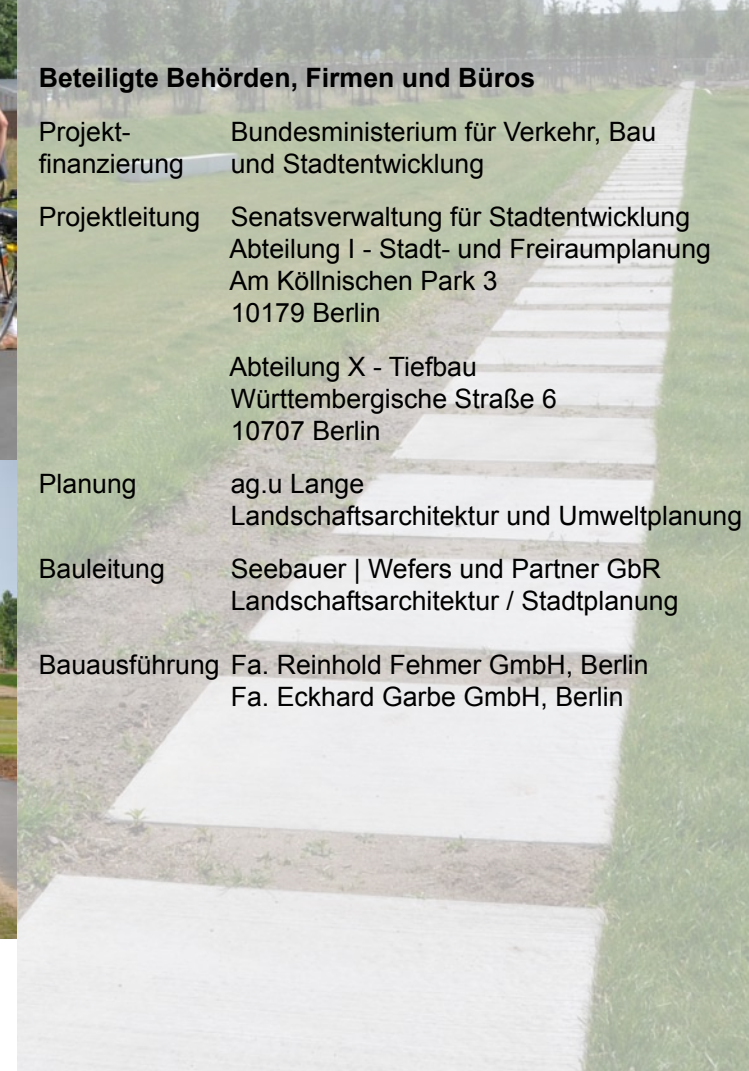 Beteiligte Behörden, Firmen und Büros
Projekt- Bundesministerium für Verkehr, Bau
finanzierung und Stadtentwicklung
Projektleitung Senatsverwaltung für Stadtentwicklung
Abteilung I - Stadt- und Freiraumplanung
Am Köllnischen Park 3
10179 Berlin
Abteilung X - Tiefbau
Württembergische Straße 6
10707 Berlin
Planung ag.u Lange
Landschaftsarchitektur und Umweltplanung
Bauleitung Seebauer | Wefers und Partner GbR
Landschaftsarchitektur / Stadtplanung
Bauausführung Fa. Reinhold Fehmer GmbH, Berlin
Fa. Eckhard Garbe GmbH, Berlin